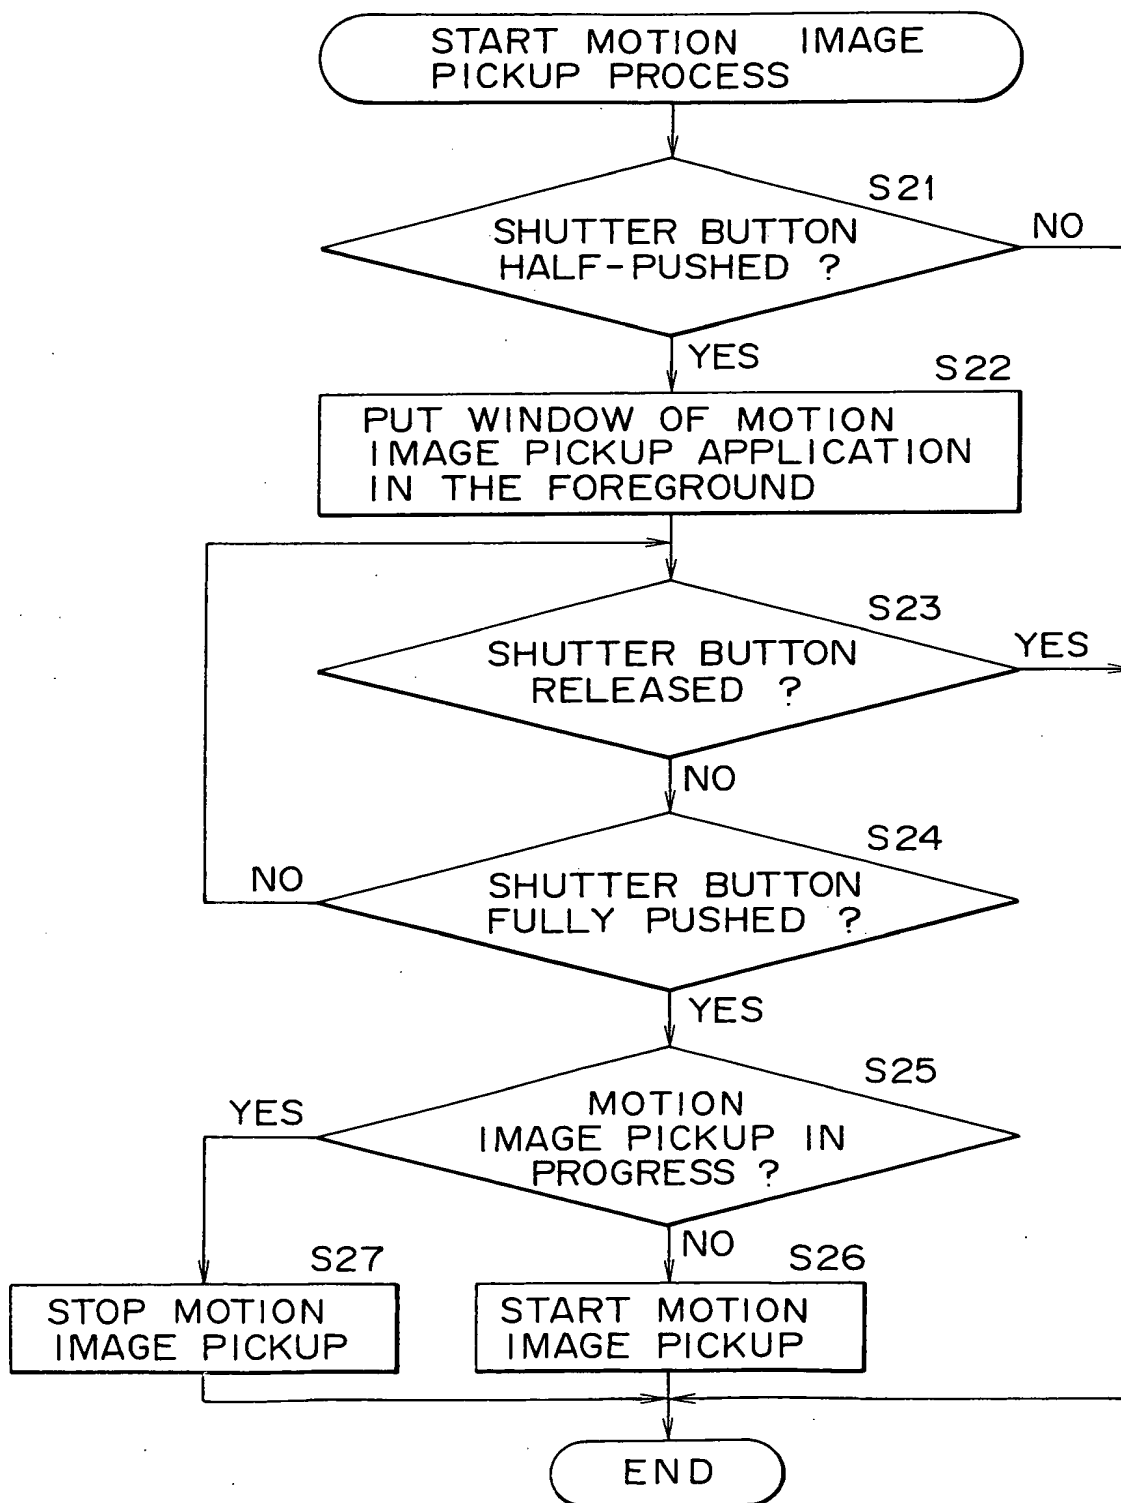 START MOTION IMAGE
PICKUP PROCESS
S21
SHUTTER BUTTON
HALF-PUSHED ?
NO
YES
S22
PUT WINDOW OF MOTION
IMAGE PICKUP APPLICATION
IN THE FOREGROUND
S23
SHUTTER BUTTON
RELEASED ?
YES
NO
S24
SHUTTER BUTTON
FULLY PUSHED ?
NO
YES
S25
MOTION
IMAGE PICKUP IN
PROGRESS ?
YES
NO
S27
STOP MOTION
IMAGE PICKUP
S26
START MOTION
IMAGE PICKUP
END